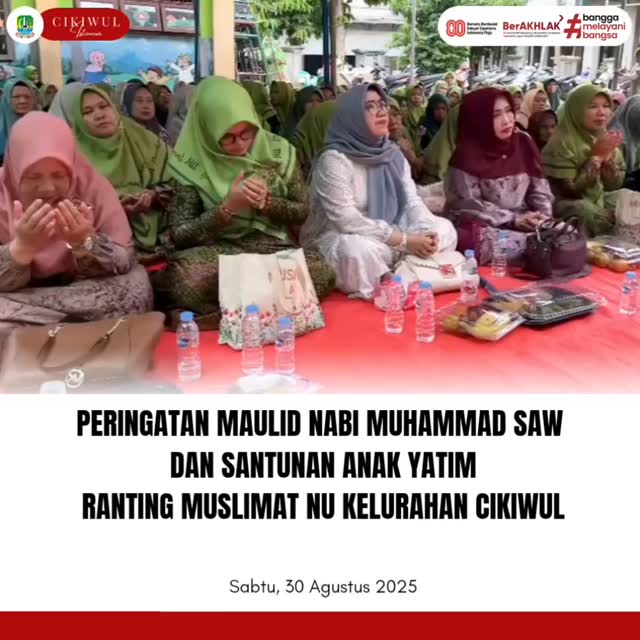 CIKIWUL
Istimewa
BerAKHLAK
#bangga
melayani
bangsa
PERINGATAN MAULID NABI MUHAMMAD SAW
DAN SANTUNAN ANAK YATIM
RANTING MUSLIMAT NU KELURAHAN CIKIWUL
Sabtu, 30 Agustus 2025